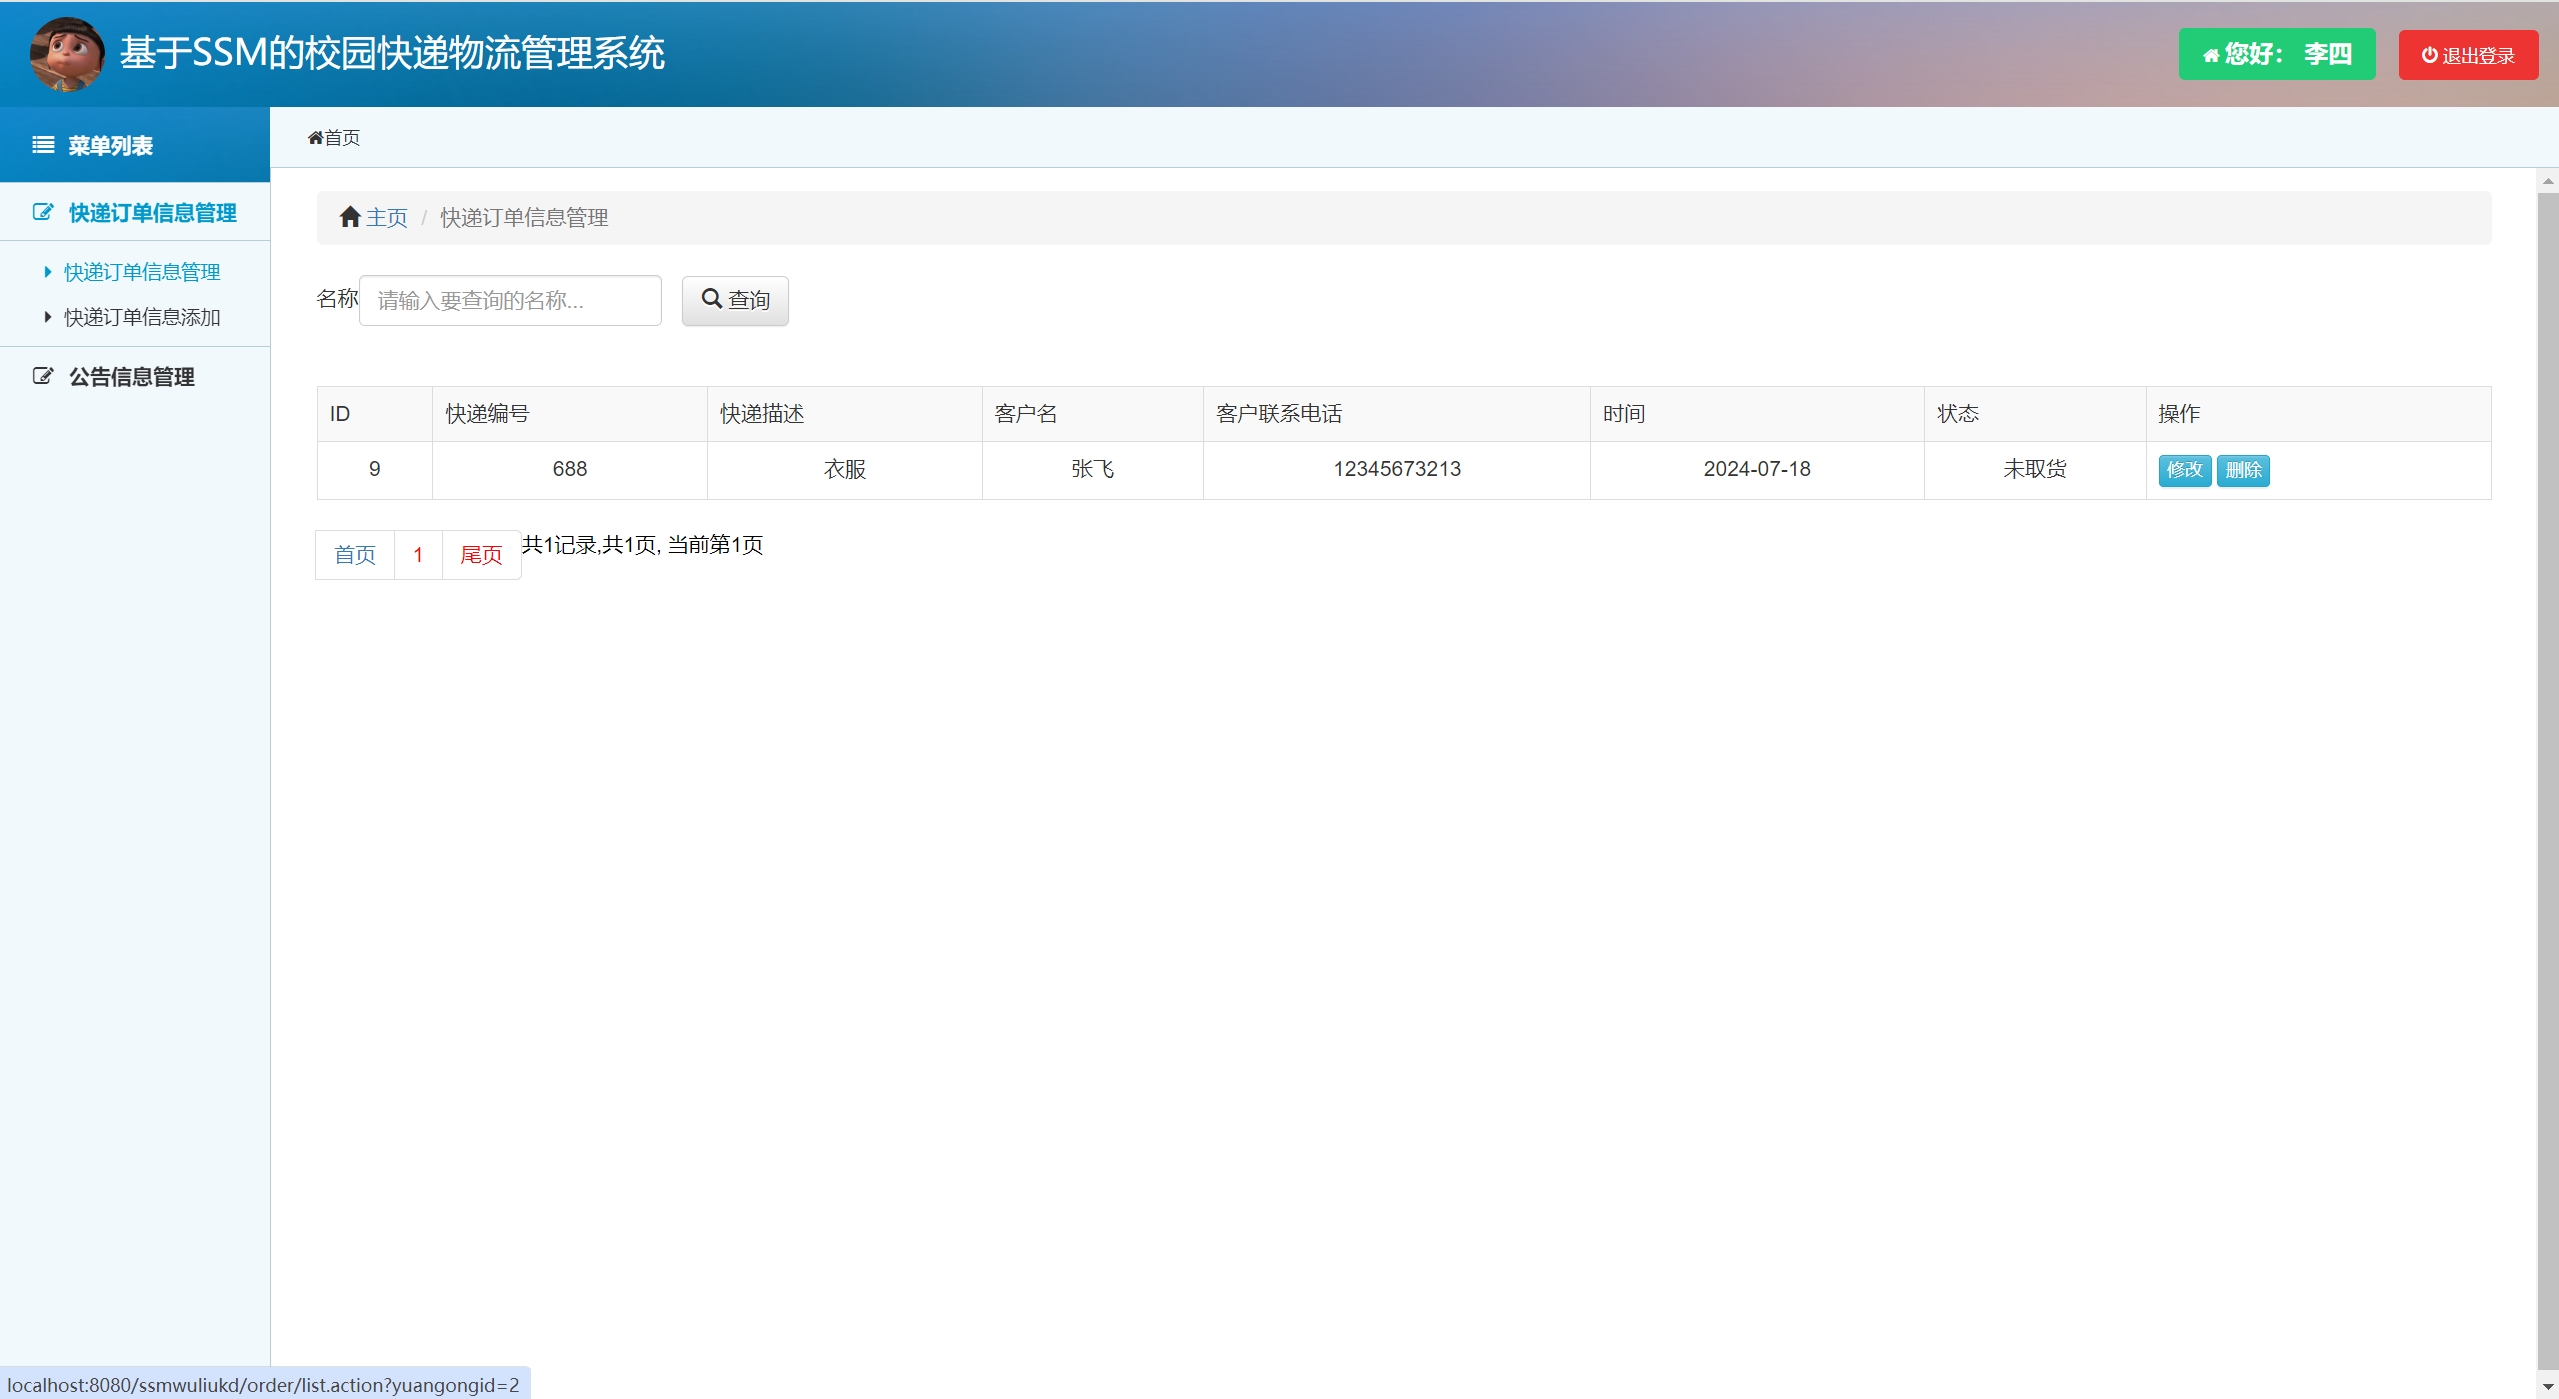 基于SSM的校园快递物流管理系统
您好： 李四
退出登录
菜单列表
首页
快递订单信息管理
快递订单信息管理
快递订单信息添加
公告信息管理
主页 / 快递订单信息管理
名称 请输入要查询的名称... 查询
ID 快递编号 快递描述 客户名 客户联系电话 时间 状态 操作
9 688 衣服 张飞 12345673213 2024-07-18 未取货 修改 删除
首页 1 尾页 共1记录,共1页, 当前第1页
localhost:8080/ssmwuliukd/order/list.action?yuangongid=2